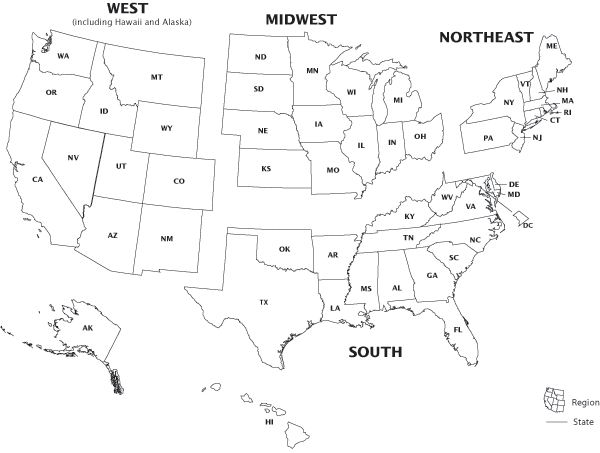 WEST
(including Hawaii and Alaska)
MIDWEST
NORTHEAST
WA
MT
OR
ID
WY
NV
UT
CO
CA
AZ
NM
AK
HI
ND
MN
SD
WI
MI
NE
IA
IL
IN
OH
KS
MO
ME
VT
NH
NY
MA
RI
CT
PA
NJ
DE
MD
WV
VA
DC
KY
TN
NC
OK
AR
SC
MS
AL
GA
TX
LA
FL
SOUTH
Region
State